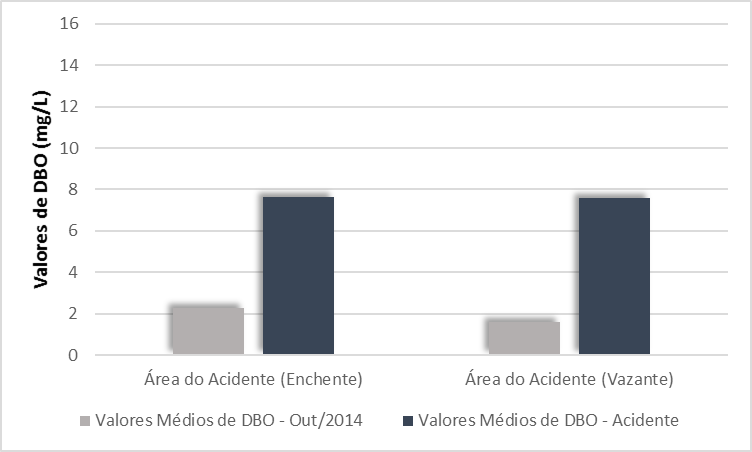 Valores de DBO (mg/L)
16
14
12
10
8
6
4
2
0
Área do Acidente (Enchente)
Área do Acidente (Vazante)
Valores Médios de DBO - Out/2014
Valores Médios de DBO - Acidente